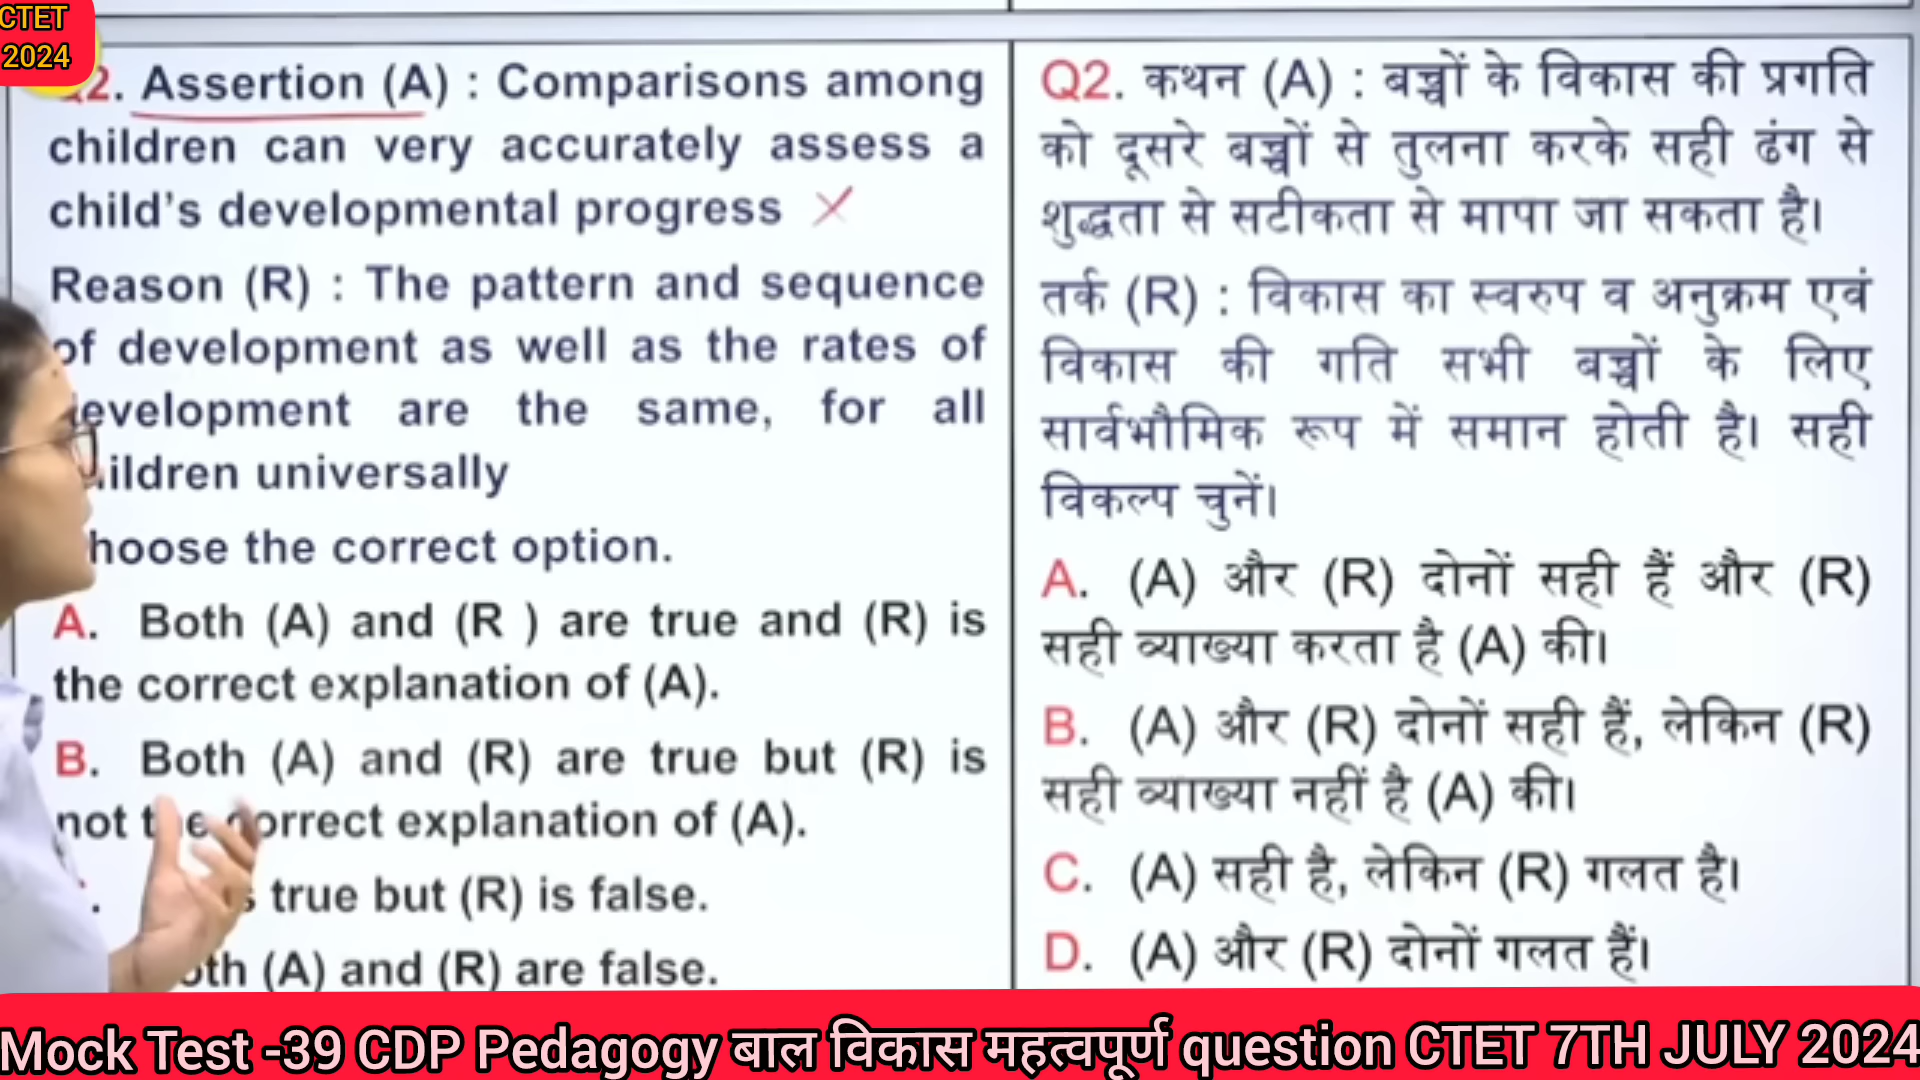 CTET
2024
2. Assertion (A) : Comparisons among
children can very accurately assess a
child's developmental progress
Reason (R) : The pattern and sequence
of development as well as the rates of
evelopment are the same, for all
ildren universally
hoose the correct option.
A. Both (A) and (R ) are true and (R) is
the correct explanation of (A).
B. Both (A) and (R) are true but (R) is
not the correct explanation of (A).
true but (R) is false.
oth (A) and (R) are false.
Q2. कथन (A) : बच्चों के विकास की प्रगति
को दूसरे बच्चों से तुलना करके सही ढंग से
शुद्धता से सटीकता से मापा जा सकता है।
तर्क (R) : विकास का स्वरुप व अनुक्रम एवं
विकास की गति सभी बच्चों के लिए
सार्वभौमिक रूप में समान होती है। सही
विकल्प चुनें।
A. (A) और (R) दोनों सही हैं और (R)
सही व्याख्या करता है (A) की।
B. (A) और (R) दोनों सही हैं, लेकिन (R)
सही व्याख्या नहीं है (A) की।
C. (A) सही है, लेकिन (R) गलत है।
D. (A) और (R) दोनों गलत हैं।
Mock Test -39 CDP Pedagogy बाल विकास महत्वपूर्ण question CTET 7TH JULY 2024